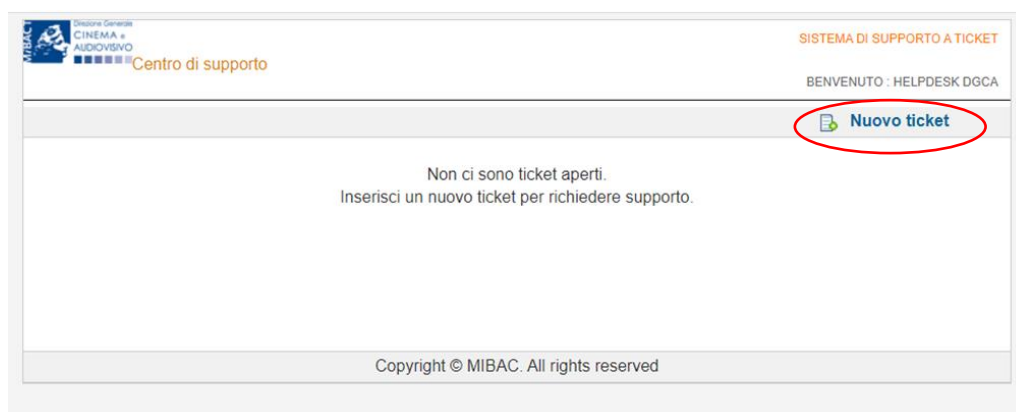 MiBACT
Direzione Generale
CINEMA e
AUDIOVISIVO
Centro di supporto
SISTEMA DI SUPPORTO A TICKET
BENVENUTO : HELPDESK DGCA
Nuovo ticket
Non ci sono ticket aperti.
Inserisci un nuovo ticket per richiedere supporto.
Copyright © MIBAC. All rights reserved